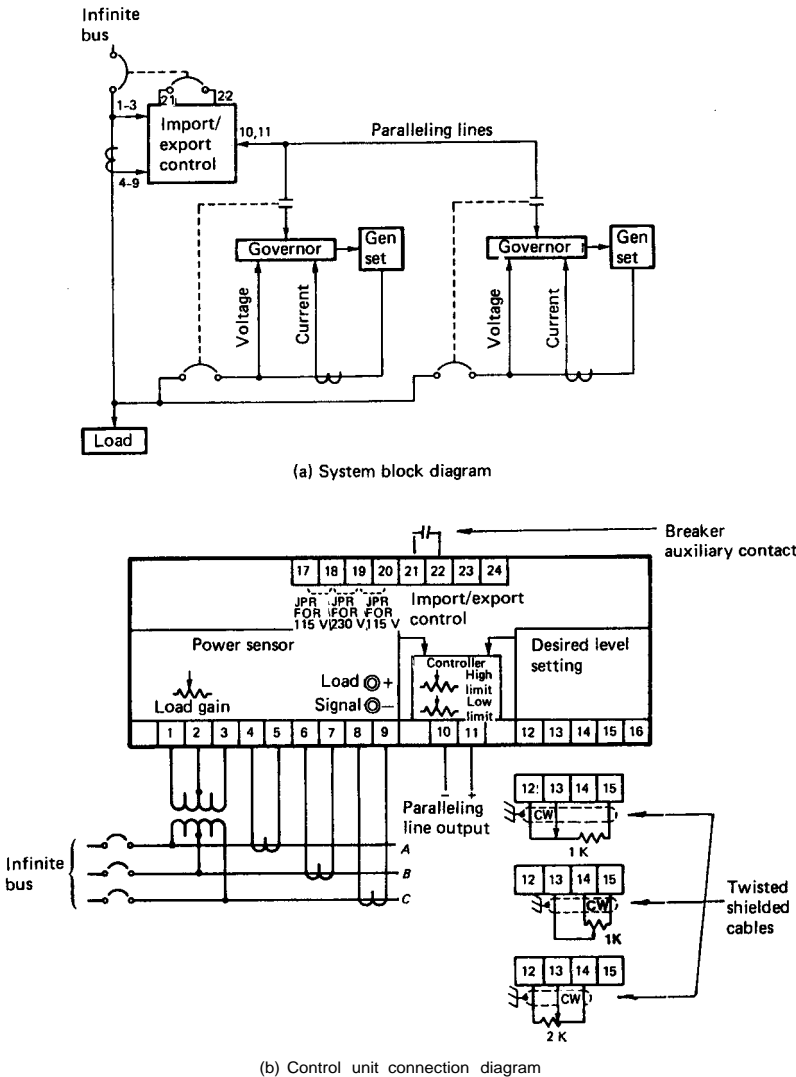 Infinite
bus
1-3
21
22
Import/
export
control
10,11
Paralleling lines
4-9
Governor
Gen
set
Governor
Gen
set
Voltage
Current
Voltage
Current
Load
(a) System block diagram
Breaker
auxiliary contact
17 18 19 20 21 22 23 24
JPR JPR JPR
FOR FOR FOR
115 V 230 V 115 V
Import/export
control
Power sensor
Load gain
Load +
Signal –
Controller
High
limit
Low
limit
Desired level
setting
1 2 3 4 5 6 7 8 9 10 11 12 13 14 15 16
– +
Paralleling
line output
Infinite
bus
A
B
C
12 13 14 15
CW
1 K
12 13 14 15
CW
1K
12 13 14 15
CW
2 K
Twisted
shielded
cables
(b) Control unit connection diagram